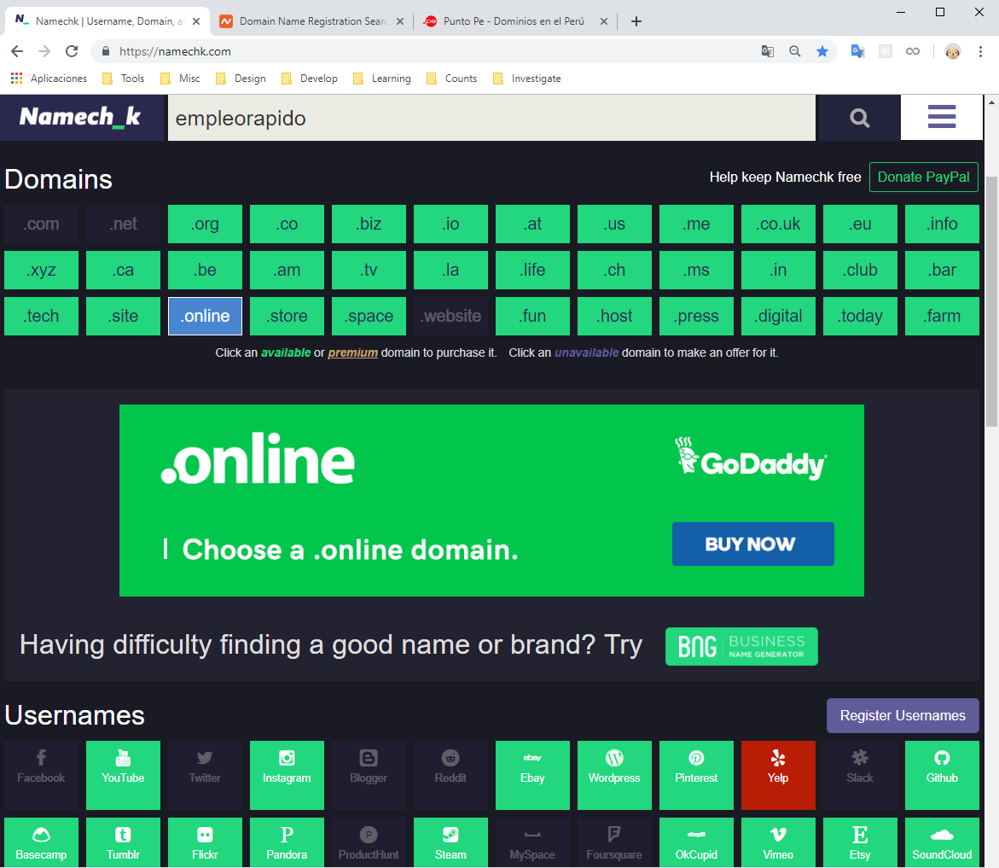 Namechk | Username, Domain, a
Domain Name Registration Searc
Punto Pe - Dominios en el Perú
https://namechk.com
Aplicaciones Tools Misc Design Develop Learning Counts Investigate
Namech_k empleorapido
Domains Help keep Namechk free Donate PayPal
.com .net .org .co .biz .io .at .us .me .co.uk .eu .info
.xyz .ca .be .am .tv .la .life .ch .ms .in .club .bar
.tech .site .online .store .space .website .fun .host .press .digital .today .farm
Click an available or premium domain to purchase it. Click an unavailable domain to make an offer for it.
.online GoDaddy
Choose a .online domain. BUY NOW
Having difficulty finding a good name or brand? Try BNG BUSINESS
NAME GENERATOR
Usernames Register Usernames
Facebook YouTube Twitter Instagram Blogger Reddit Ebay Wordpress Pinterest Yelp Slack Github
Basecamp Tumblr Flickr Pandora ProductHunt Steam MySpace Foursquare OkCupid Vimeo Etsy SoundCloud